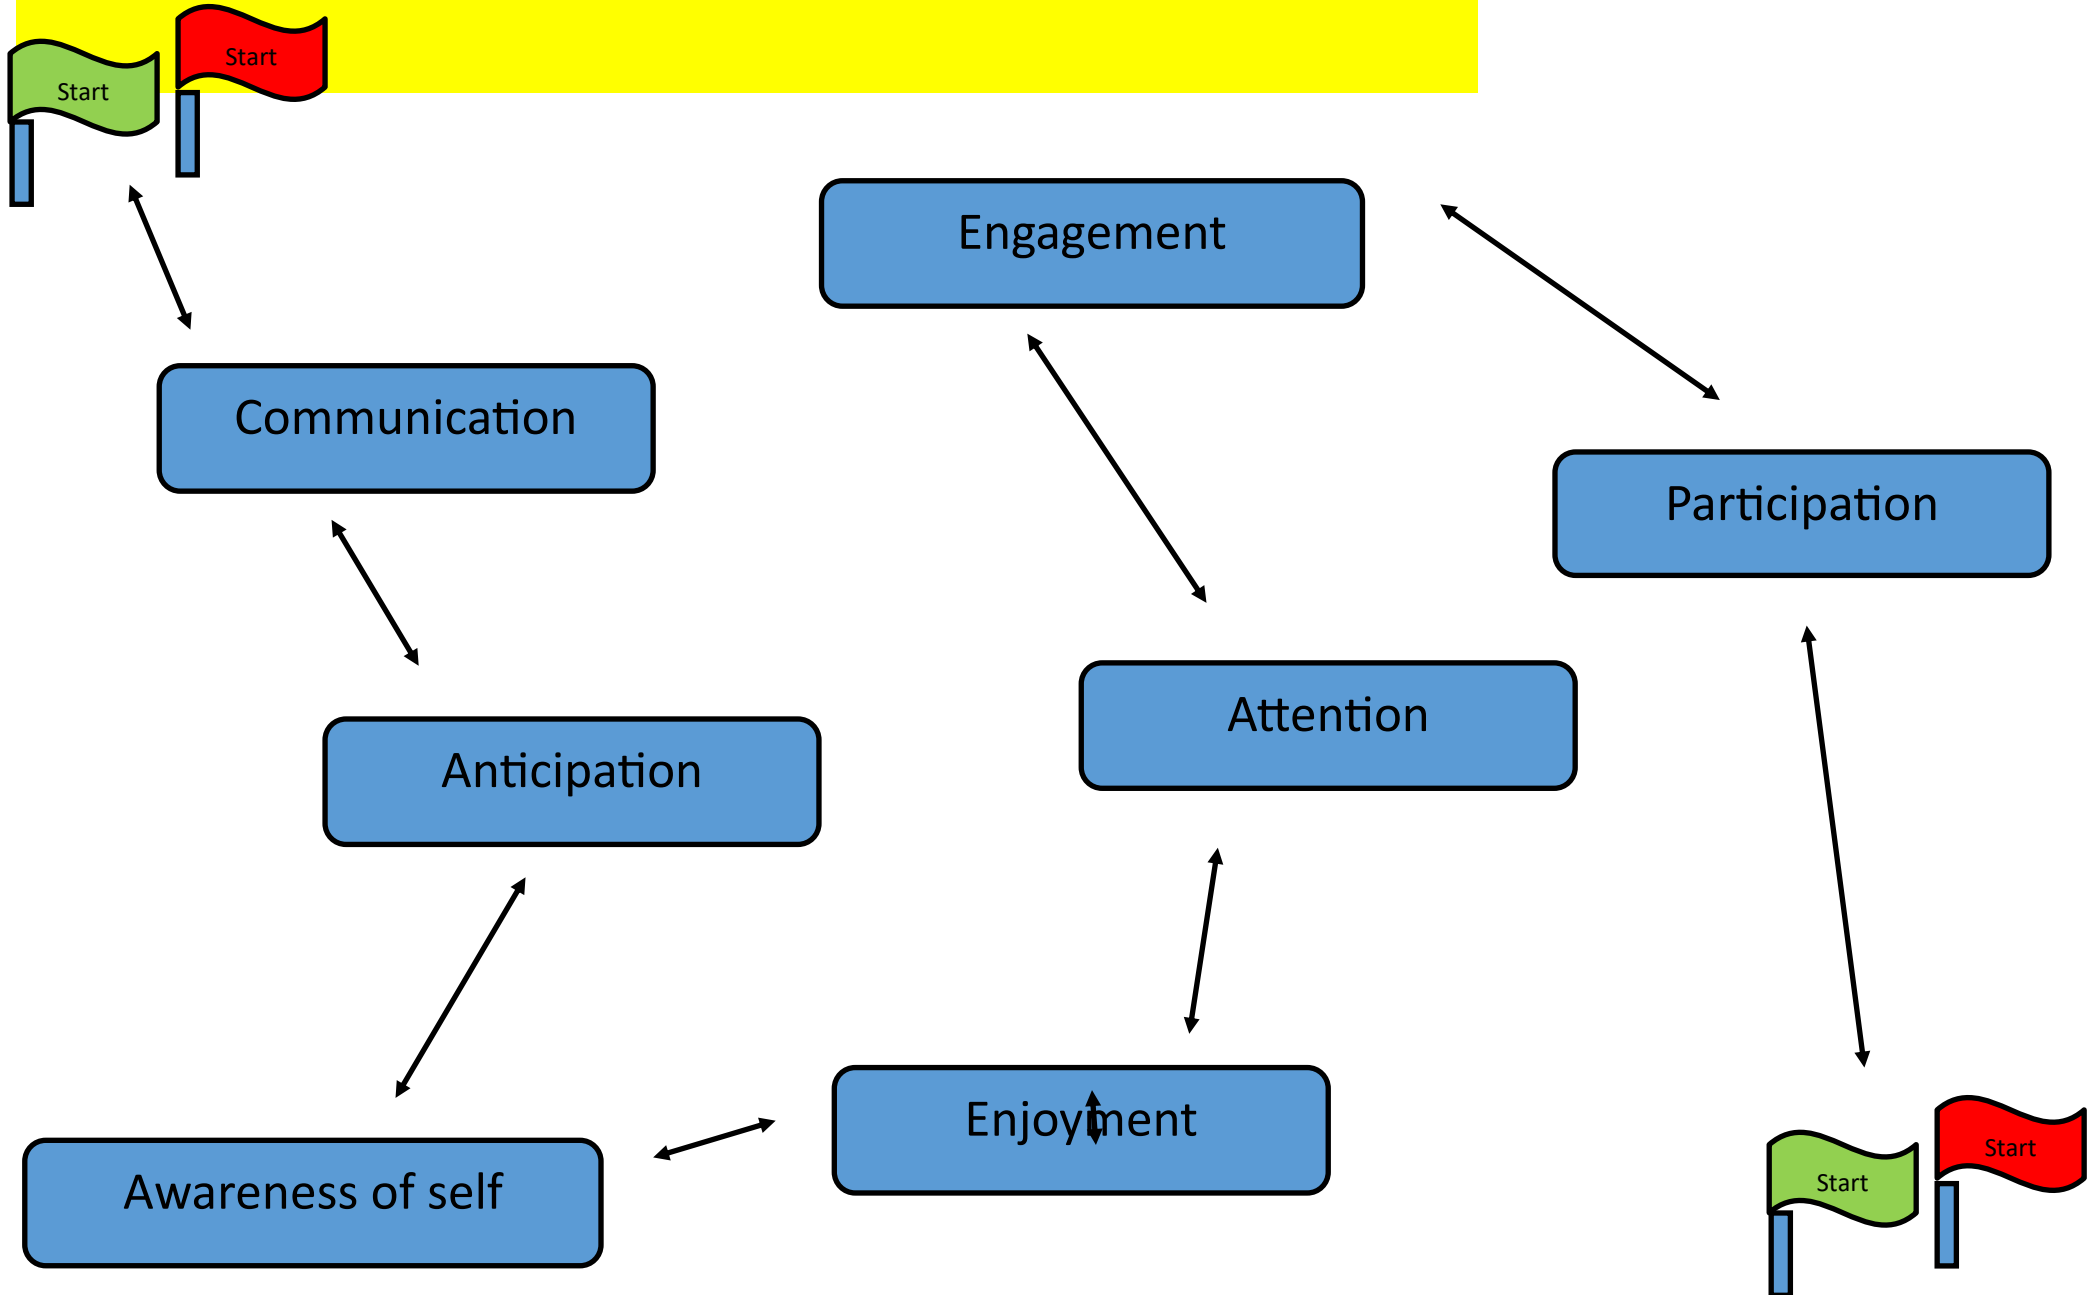 Start
Start
Engagement
Communication
Participation
Attention
Anticipation
Enjoyment
Awareness of self
Start
Start